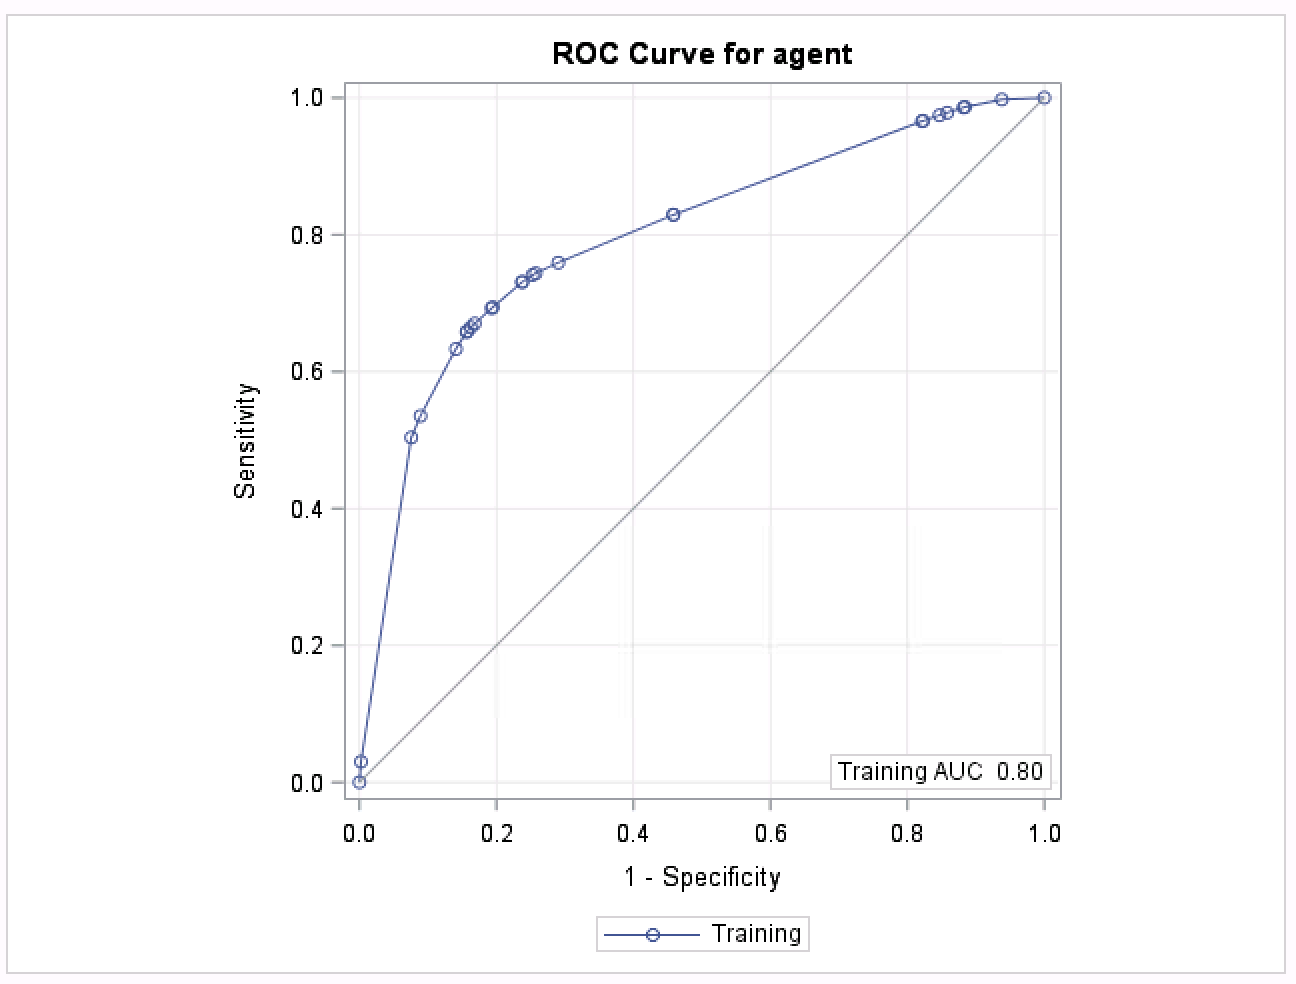 ROC Curve for agent
1.0
0.8
0.6
0.4
0.2
0.0
Sensitivity
Training AUC 0.80
0.0 0.2 0.4 0.6 0.8 1.0
1 - Specificity
Training